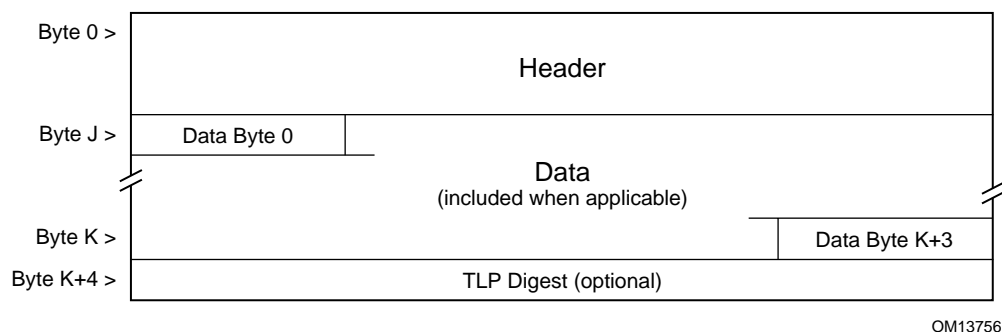 Byte 0 >
Header
Byte J >
Data Byte 0
Data
(included when applicable)
Byte K >
Data Byte K+3
Byte K+4 >
TLP Digest (optional)
OM13756